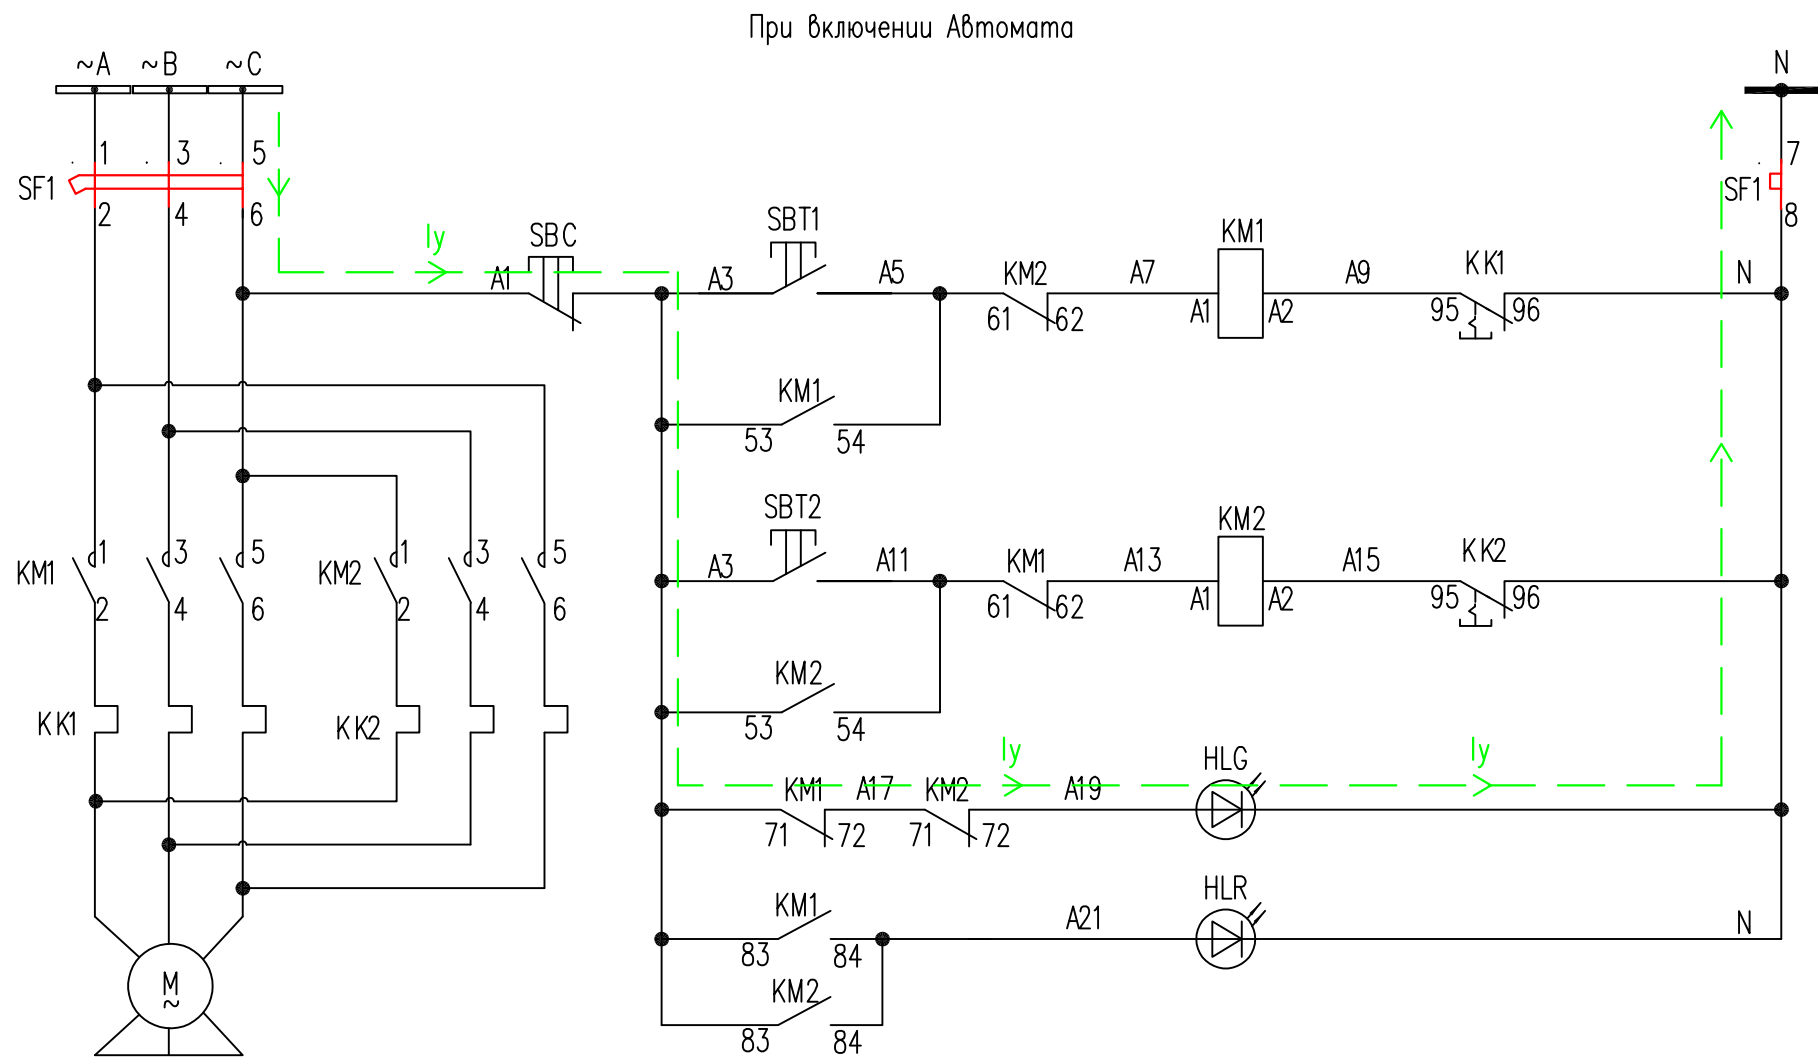 При включении Автомата
~A ~B ~C N
1 3 5 7
SF1 SF1
2 4 6 8
Iy SBC SBT1 KM1
A1 A3 A5 KM2 A7 A9 KK1 N
61 62 A1 A2 95 96
KM1
53 54
SBT2 KM2
KM1 1 3 5 KM2 1 3 5
2 4 6 2 4 6
A3 A11 KM1 A13 A15 KK2
61 62 A1 A2 95 96
KM2
KK1 KK2 53 54
Iy HLG Iy
KM1 A17 KM2 A19
71 72 71 72
HLR
KM1 A21 N
83 84
M
~
KM2
83 84